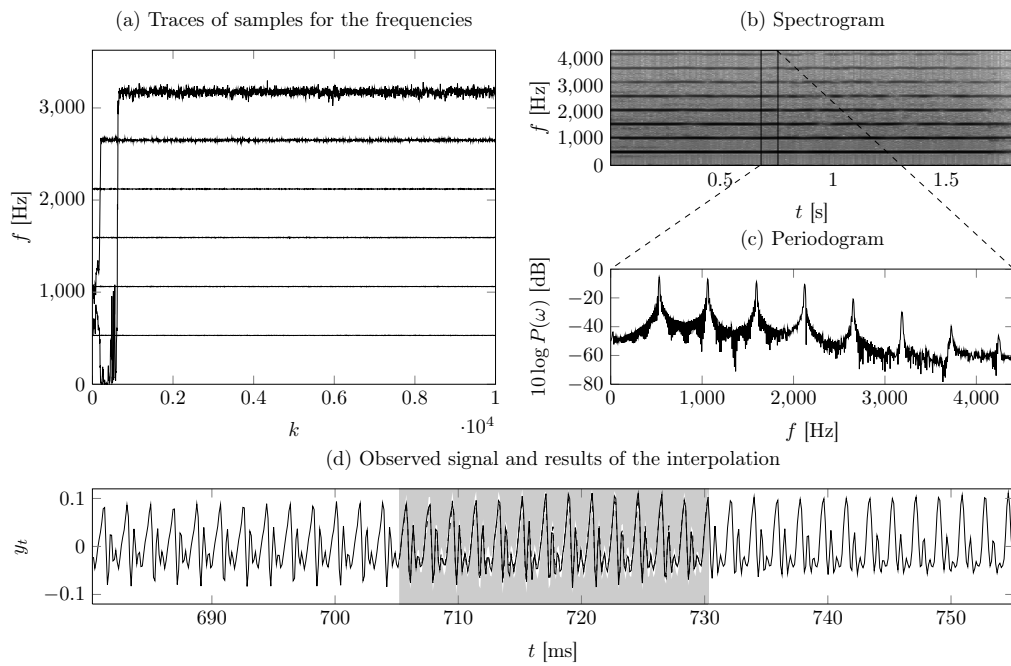 (a) Traces of samples for the frequencies
3,000
2,000
1,000
0
f [Hz]
0 0.2 0.4 0.6 0.8 1
k
·10⁴
(b) Spectrogram
4,000
3,000
2,000
1,000
0
f [Hz]
0.5 1 1.5
t [s]
(c) Periodogram
0
−20
−40
−60
−80
10 log P(ω) [dB]
0 1,000 2,000 3,000 4,000
f [Hz]
(d) Observed signal and results of the interpolation
0.1
0
−0.1
y_t
690 700 710 720 730 740 750
t [ms]